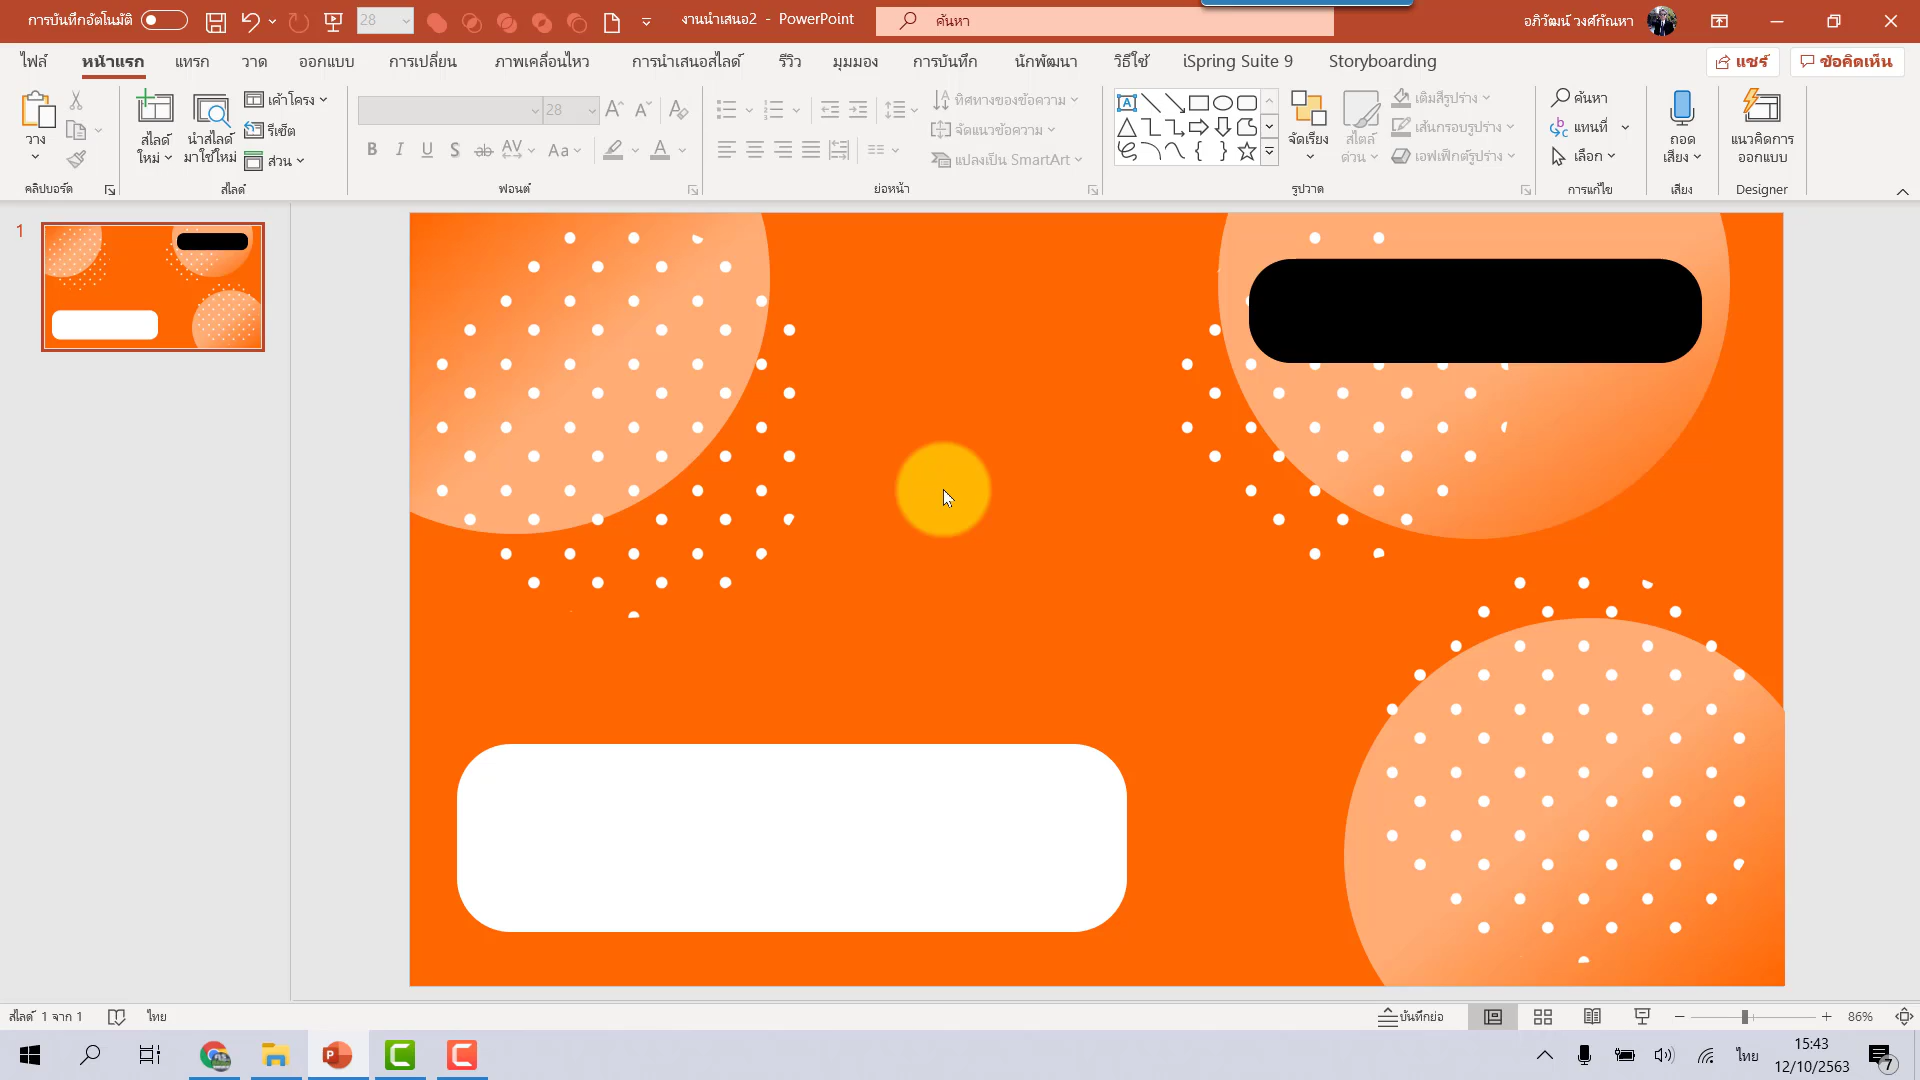 การบันทึกอัตโนมัติ 28 งานนำเสนอ2 - PowerPoint ค้นหา อภิวัฒน์ วงศ์กัณหา
ไฟล์ หน้าแรก แทรก วาด ออกแบบ การเปลี่ยน ภาพเคลื่อนไหว การนำเสนอสไลด์ รีวิว มุมมอง การบันทึก นักพัฒนา วิธีใช้ iSpring Suite 9 Storyboarding แชร์ ข้อคิดเห็น
วาง
สไลด์ใหม่
นำสไลด์มาใช้ใหม่
เค้าโครง
รีเซ็ต
ส่วน
28
B I U S ab AV Aa A
ทิศทางของข้อความ
จัดแนวข้อความ
แปลงเป็น SmartArt
จัดเรียง
สไตล์ด่วน
เติมสีรูปร่าง
เส้นกรอบรูปร่าง
เอฟเฟ็กต์รูปร่าง
ค้นหา
แทนที่
เลือก
ถอดเสียง
แนวคิดการออกแบบ
คลิปบอร์ด สไลด์ ฟอนต์ ย่อหน้า รูปวาด การแก้ไข เสียง Designer
1
สไลด์ 1 จาก 1 ไทย บันทึกย่อ 86%
ไทย
15:43
12/10/2563
7